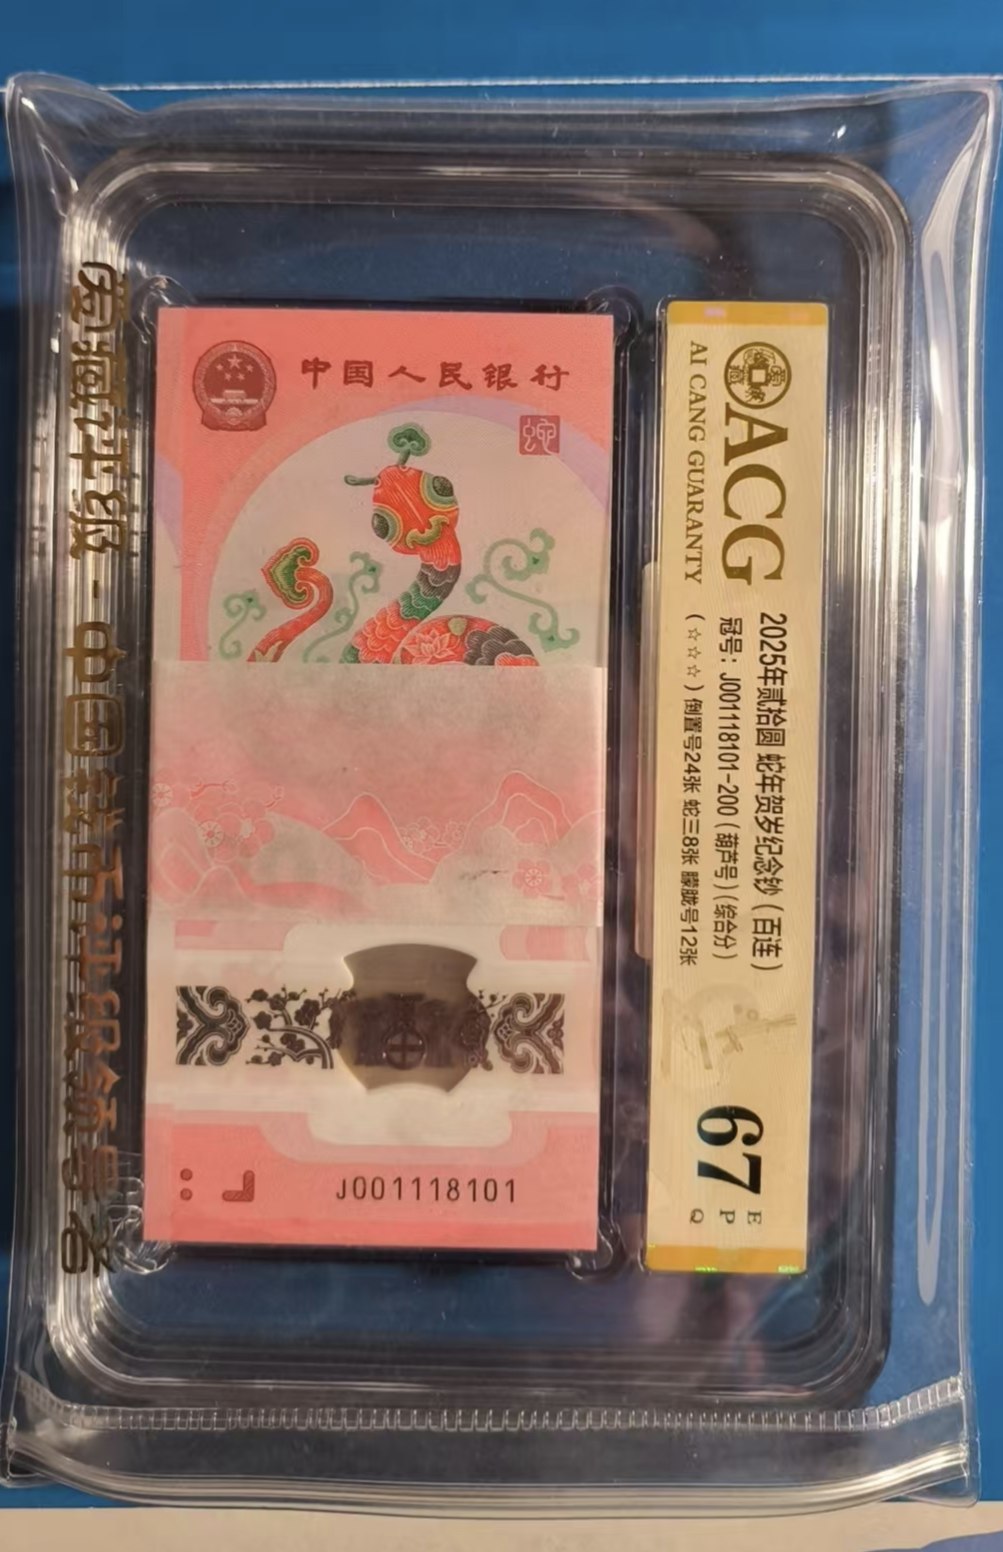 中国人民银行
蛇
J001118101
ACG
AI CANG GUARANTY
2025年贰拾圆 蛇年贺岁纪念钞（百连）
冠号：J001118101-200（葫芦号）（综合分）
（☆☆☆）倒置号24张 蛇三8张 朦胧号12张
67
E
P
Q
爱藏评级-中国钱币评级领导者